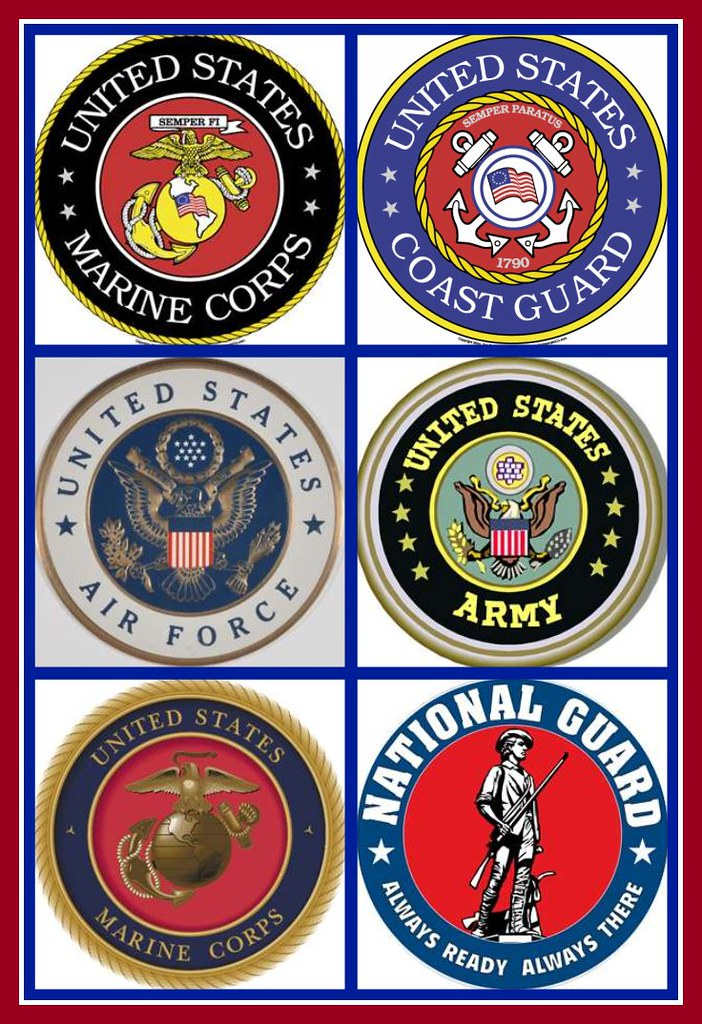 UNITED STATES
SEMPER FI
MARINE CORPS
UNITED STATES
SEMPER PARATUS
1790
COAST GUARD
UNITED STATES
AIR FORCE
UNITED STATES
ARMY
UNITED STATES
MARINE CORPS
NATIONAL GUARD
ALWAYS READY ALWAYS THERE